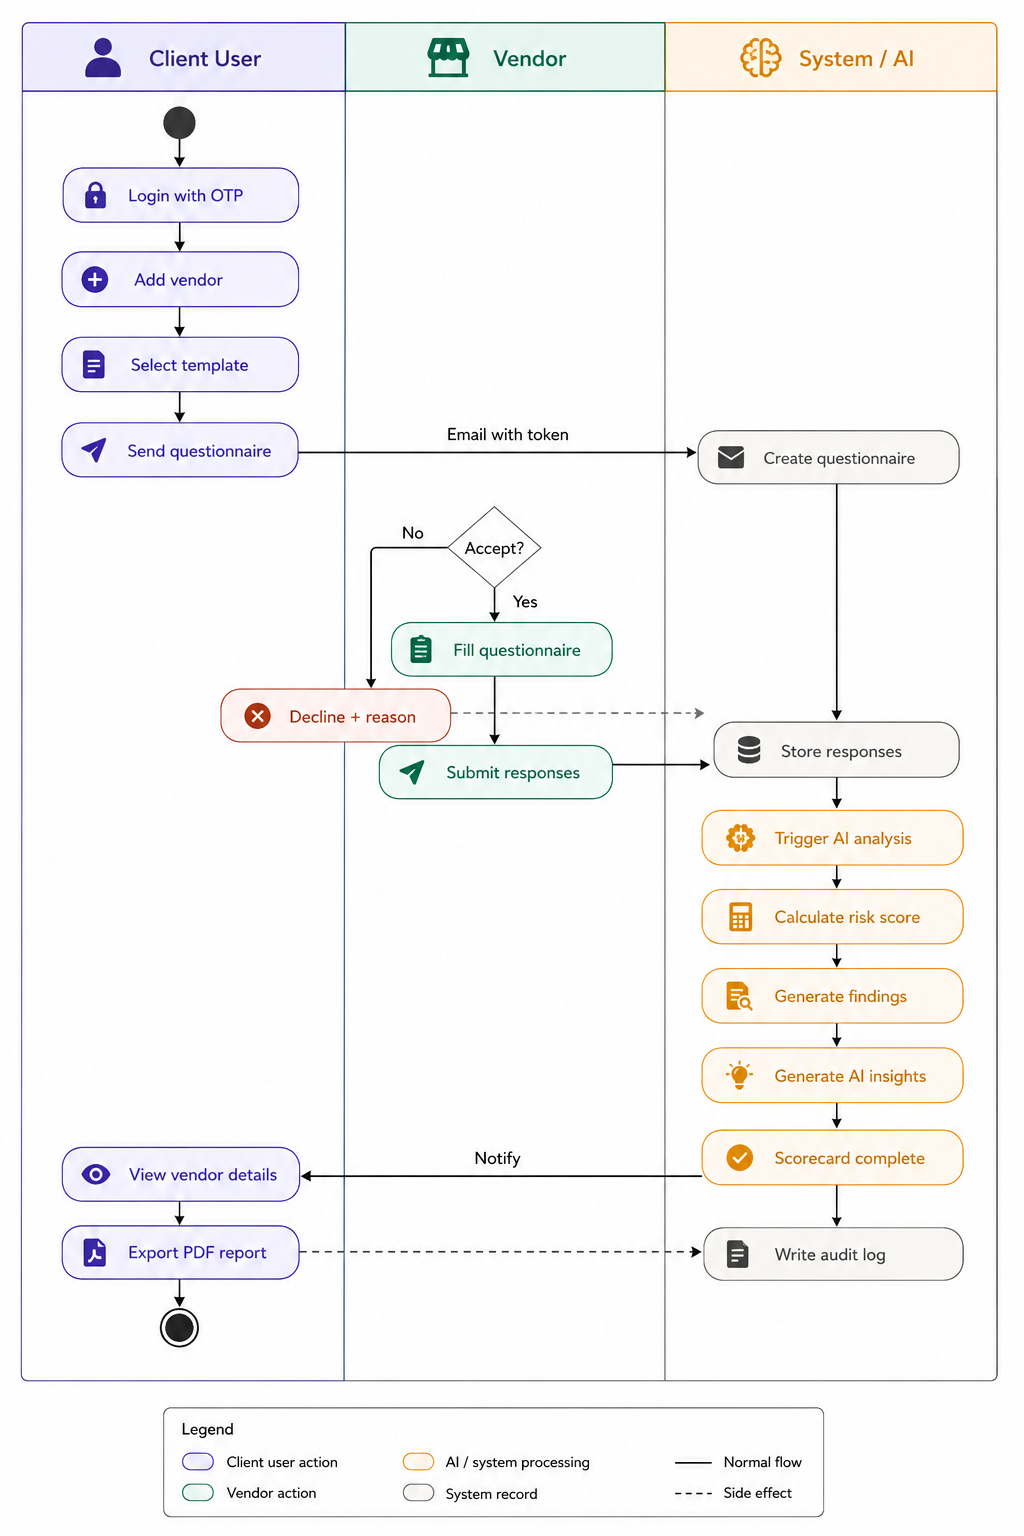 Client User
Vendor
System / AI
Login with OTP
Add vendor
Select template
Send questionnaire
Email with token
Create questionnaire
No
Accept?
Yes
Fill questionnaire
Decline + reason
Store responses
Submit responses
Trigger AI analysis
Calculate risk score
Generate findings
Generate AI insights
Scorecard complete
Notify
View vendor details
Export PDF report
Write audit log
Legend
Client user action
AI / system processing
Normal flow
Vendor action
System record
Side effect